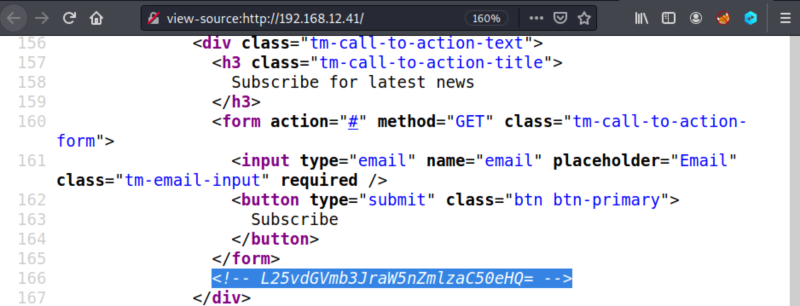 view-source:http://192.168.12.41/
160%
156 <div class="tm-call-to-action-text">
157 <h3 class="tm-call-to-action-title">
158 Subscribe for latest news
159 </h3>
160 <form action="#" method="GET" class="tm-call-to-action-
form">
161 <input type="email" name="email" placeholder="Email"
class="tm-email-input" required />
162 <button type="submit" class="btn btn-primary">
163 Subscribe
164 </button>
165 </form>
166 <!-- L25vdGVmb3JraW5nZmlzaC50eHQ= -->
167 </div>